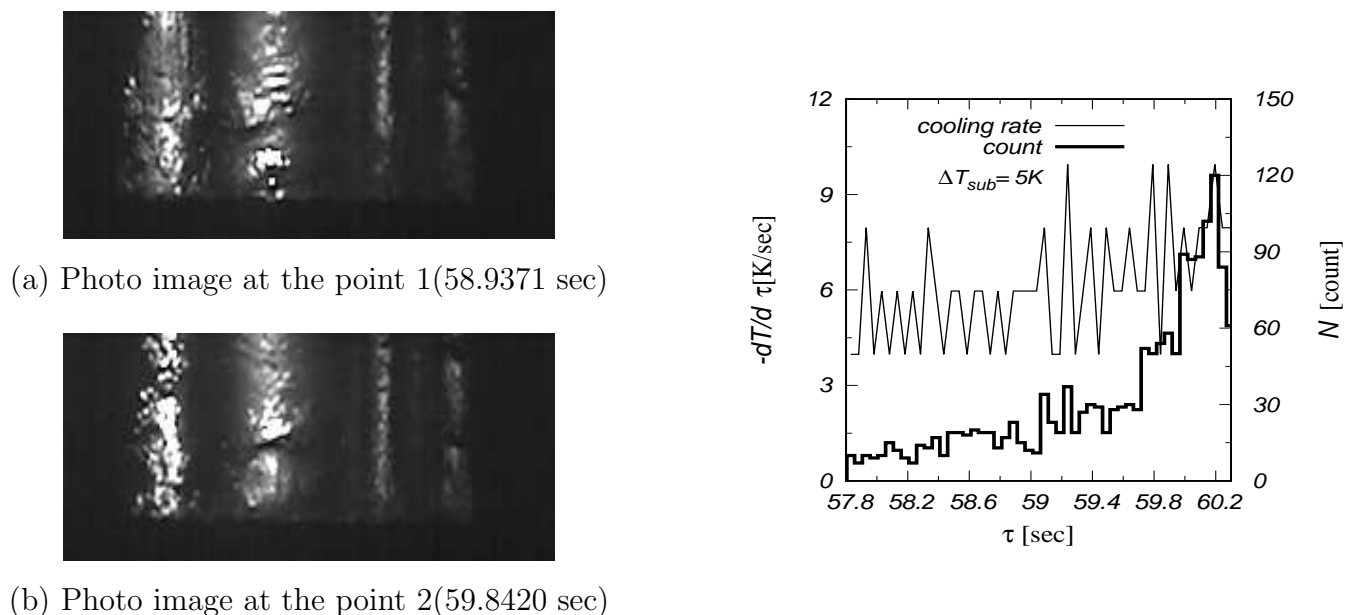 (a) Photo image at the point 1(58.9371 sec)
(b) Photo image at the point 2(59.8420 sec)
12
9
6
3
0
-dT/d τ[K/sec]
cooling rate
count
ΔT_sub= 5K
150
120
90
60
30
0
N [count]
57.8 58.2 58.6 59 59.4 59.8 60.2
τ [sec]